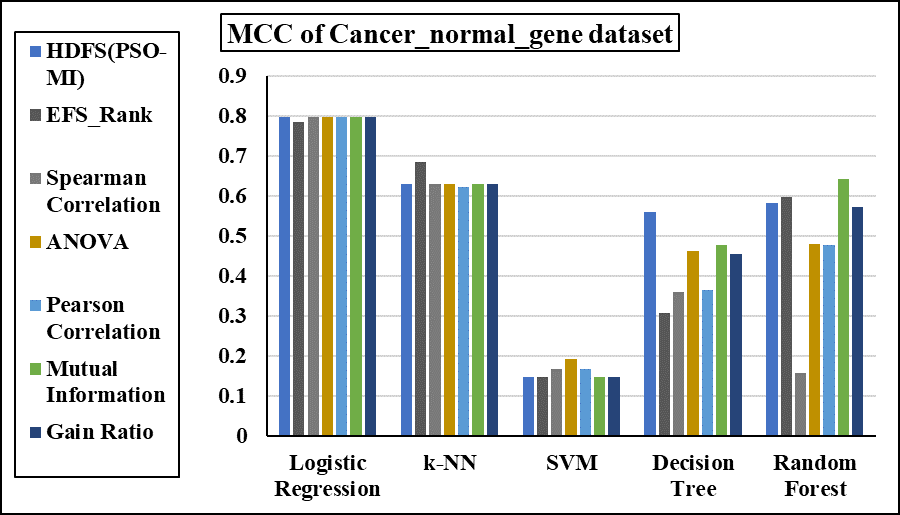 MCC of Cancer_normal_gene dataset
HDFS(PSO-
MI)
EFS_Rank
Spearman
Correlation
ANOVA
Pearson
Correlation
Mutual
Information
Gain Ratio
0.9
0.8
0.7
0.6
0.5
0.4
0.3
0.2
0.1
0
Logistic
Regression
k-NN
SVM
Decision
Tree
Random
Forest